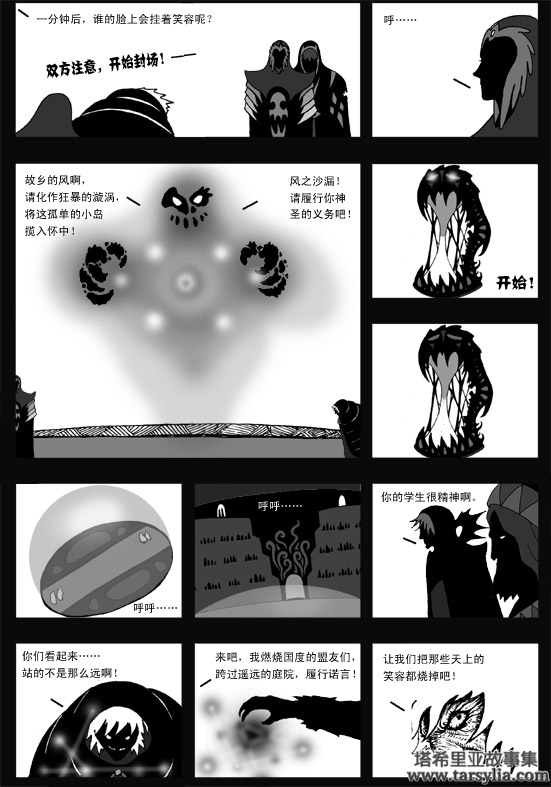 一分钟后，谁的脸上会挂着笑容呢？
双方注意，开始封场！
呼……
故乡的风啊，
请化作狂暴的漩涡，
将这孤单的小岛
揽入怀中！
风之沙漏！
请履行你神
圣的义务吧！
开始！
呼呼……
呼呼……
你的学生很精神啊。
你们看起来……
站的不是那么远啊！
来吧，我燃烧国度的盟友们，
跨过遥远的庭院，履行诺言！
让我们把那些天上的
笑容都烧掉吧！
塔希里亚故事集
www.tarsylia.com